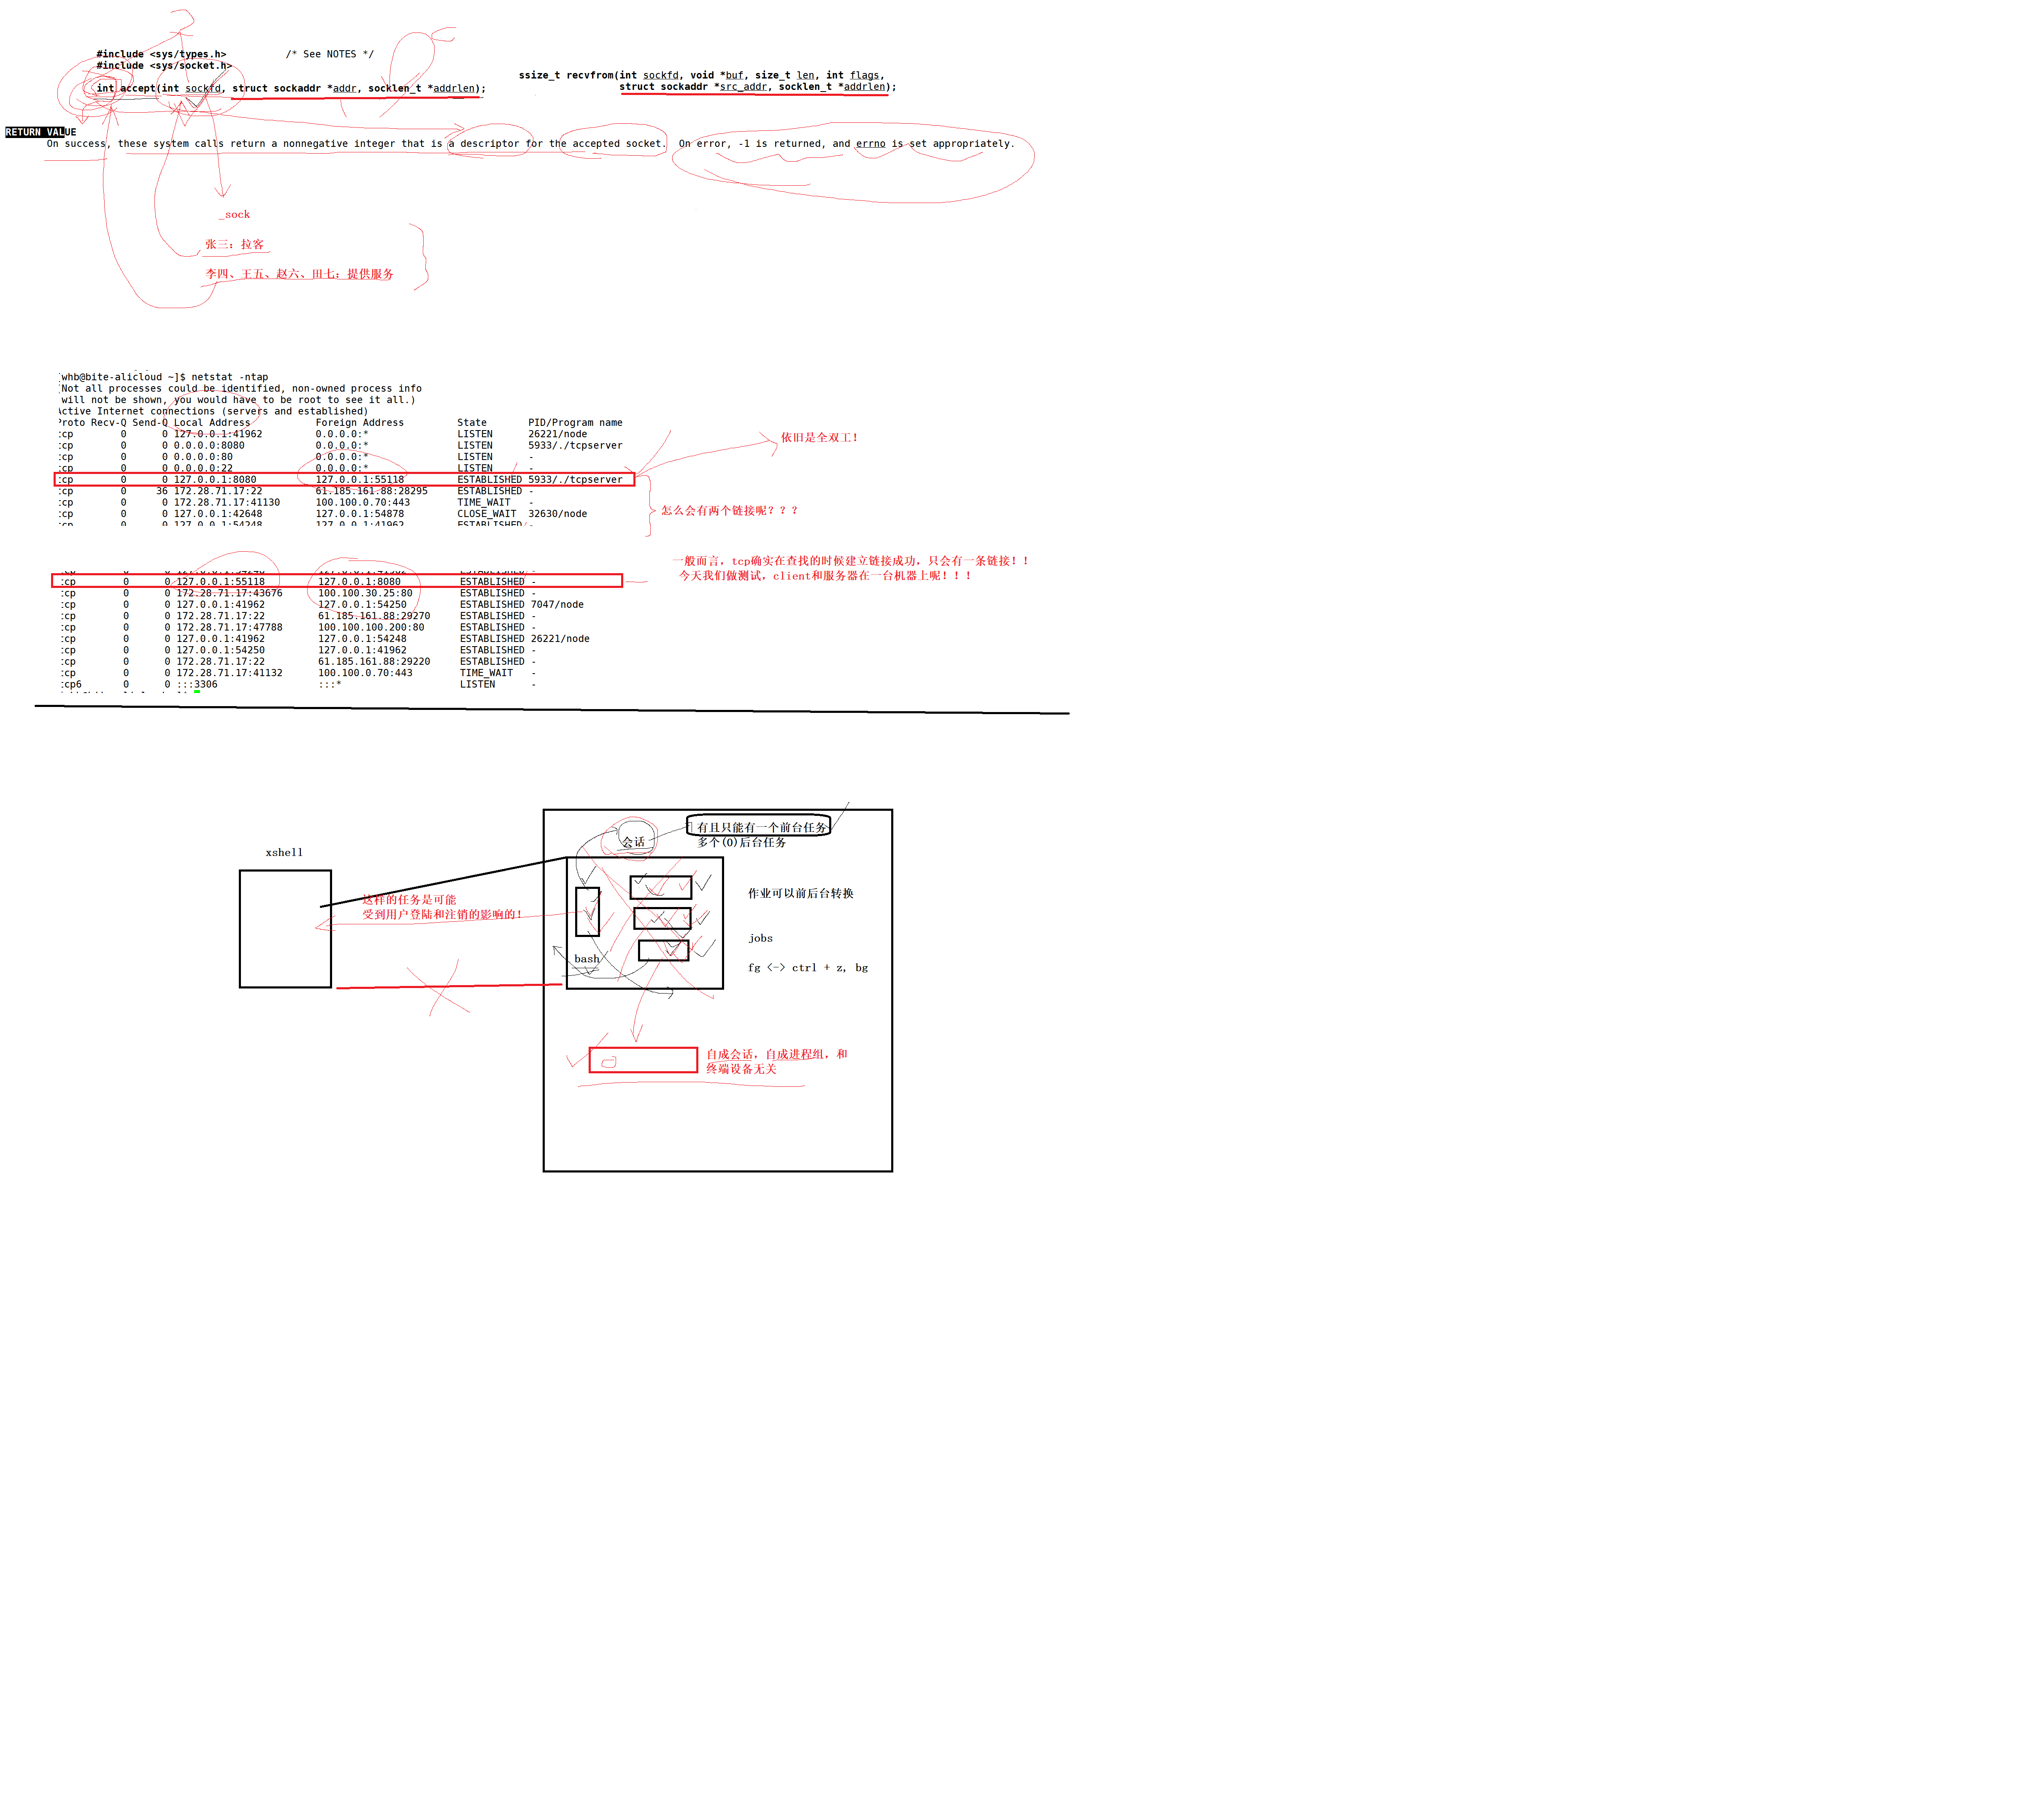 #include <sys/types.h> /* See NOTES */
#include <sys/socket.h>
int accept(int sockfd, struct sockaddr *addr, socklen_t *addrlen);
ssize_t recvfrom(int sockfd, void *buf, size_t len, int flags,
struct sockaddr *src_addr, socklen_t *addrlen);
RETURN VALUE
On success, these system calls return a nonnegative integer that is a descriptor for the accepted socket. On error, -1 is returned, and errno is set appropriately.
_sock
张三：拉客
李四、王五、赵六、田七：提供服务
[whb@bite-alicloud ~]$ netstat -ntap
(Not all processes could be identified, non-owned process info
will not be shown, you would have to be root to see it all.)
Active Internet connections (servers and established)
Proto Recv-Q Send-Q Local Address Foreign Address State PID/Program name
tcp 0 0 127.0.0.1:41962 0.0.0.0:* LISTEN 26221/node
tcp 0 0 0.0.0.0:8080 0.0.0.0:* LISTEN 5933/./tcpserver
tcp 0 0 0.0.0.0:80 0.0.0.0:* LISTEN -
tcp 0 0 0.0.0.0:22 0.0.0.0:* LISTEN -
tcp 0 0 127.0.0.1:8080 127.0.0.1:55118 ESTABLISHED 5933/./tcpserver
tcp 0 36 172.28.71.17:22 61.185.161.88:28295 ESTABLISHED -
tcp 0 0 172.28.71.17:41130 100.100.0.70:443 TIME_WAIT -
tcp 0 0 127.0.0.1:42648 127.0.0.1:54878 CLOSE_WAIT 32630/node
tcp 0 0 127.0.0.1:54248 127.0.0.1:41962 ESTABLISHED -
依旧是全双工！
怎么会有两个链接呢？？？
一般而言，tcp确实在查找的时候建立链接成功，只会有一条链接！！
今天我们做测试，client和服务器在一台机器上呢！！！
tcp 0 0 127.0.0.1:55118 127.0.0.1:8080 ESTABLISHED -
tcp 0 0 172.28.71.17:43676 100.100.30.25:80 ESTABLISHED -
tcp 0 0 127.0.0.1:41962 127.0.0.1:54250 ESTABLISHED 7047/node
tcp 0 0 172.28.71.17:22 61.185.161.88:29270 ESTABLISHED -
tcp 0 0 172.28.71.17:47788 100.100.100.200:80 ESTABLISHED -
tcp 0 0 127.0.0.1:41962 127.0.0.1:54248 ESTABLISHED 26221/node
tcp 0 0 127.0.0.1:54250 127.0.0.1:41962 ESTABLISHED -
tcp 0 0 172.28.71.17:22 61.185.161.88:29220 ESTABLISHED -
tcp 0 0 172.28.71.17:41132 100.100.0.70:443 TIME_WAIT -
tcp6 0 0 :::3306 :::* LISTEN -
xshell
会话
有且只能有一个前台任务
多个(0)后台任务
这样的任务是可能
受到用户登陆和注销的影响的！
作业可以前后台转换
jobs
bash
fg <-> ctrl + z, bg
自成会话，自成进程组，和
终端设备无关